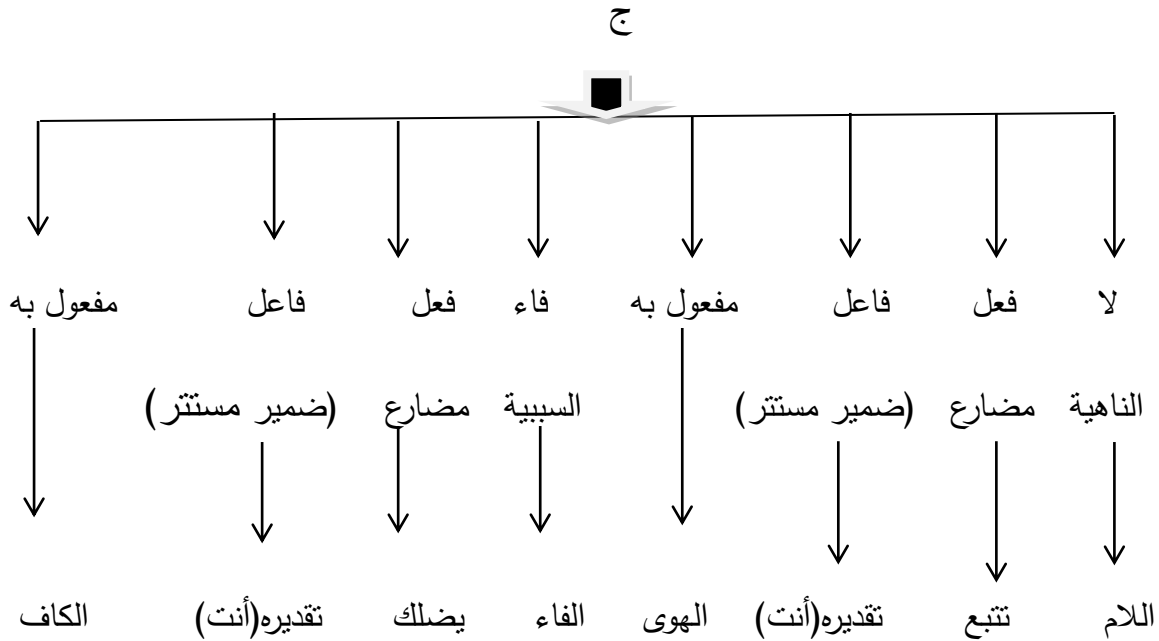 ج
لا فعل فاعل مفعول به فاء فعل فاعل مفعول به
الناهية مضارع (ضمير مستتر) السببية مضارع (ضمير مستتر)
اللام تتبع تقديره(أنت) الهوى الفاء يضلك تقديره(أنت) الكاف